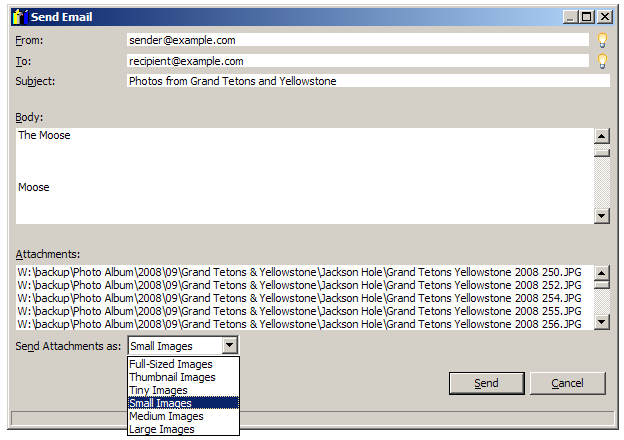 Send Email
From: sender@example.com
To: recipient@example.com
Subject: Photos from Grand Tetons and Yellowstone
Body:
The Moose
Moose
Attachments:
W:\backup\Photo Album\2008\09\Grand Tetons & Yellowstone\Jackson Hole\Grand Tetons Yellowstone 2008 250.JPG
W:\backup\Photo Album\2008\09\Grand Tetons & Yellowstone\Jackson Hole\Grand Tetons Yellowstone 2008 252.JPG
W:\backup\Photo Album\2008\09\Grand Tetons & Yellowstone\Jackson Hole\Grand Tetons Yellowstone 2008 254.JPG
W:\backup\Photo Album\2008\09\Grand Tetons & Yellowstone\Jackson Hole\Grand Tetons Yellowstone 2008 255.JPG
W:\backup\Photo Album\2008\09\Grand Tetons & Yellowstone\Jackson Hole\Grand Tetons Yellowstone 2008 256.JPG
Send Attachments as: Small Images
Full-Sized Images
Thumbnail Images
Tiny Images
Small Images
Medium Images
Large Images
Send Cancel